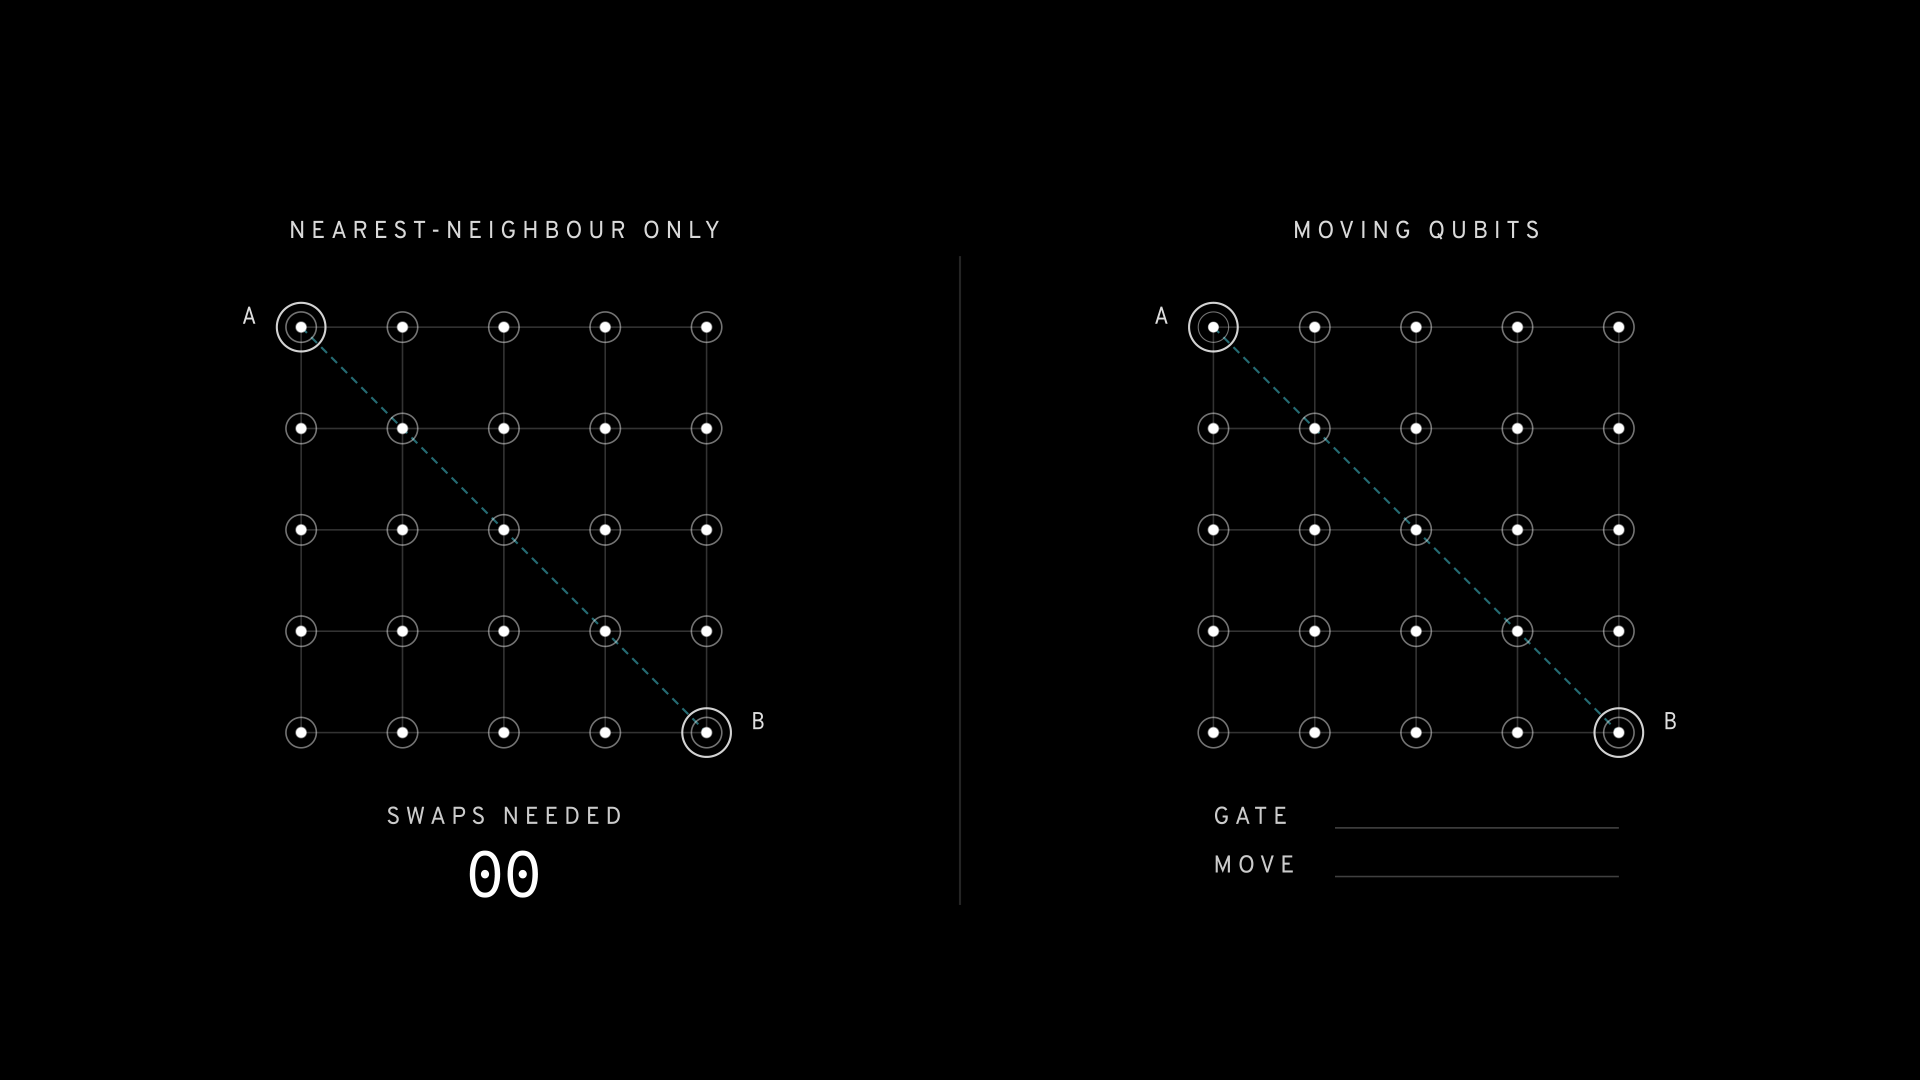 NEAREST-NEIGHBOUR ONLY
A
B
SWAPS NEEDED
00
MOVING QUBITS
A
B
GATE
MOVE